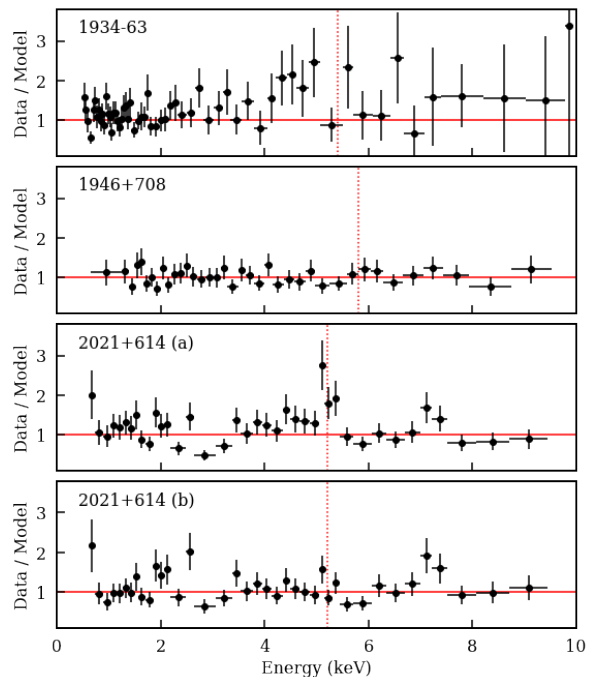 1934-63
Data / Model
3
2
1
1946+708
Data / Model
3
2
1
2021+614 (a)
Data / Model
3
2
1
2021+614 (b)
Data / Model
3
2
1
0 2 4 6 8 10
Energy (keV)